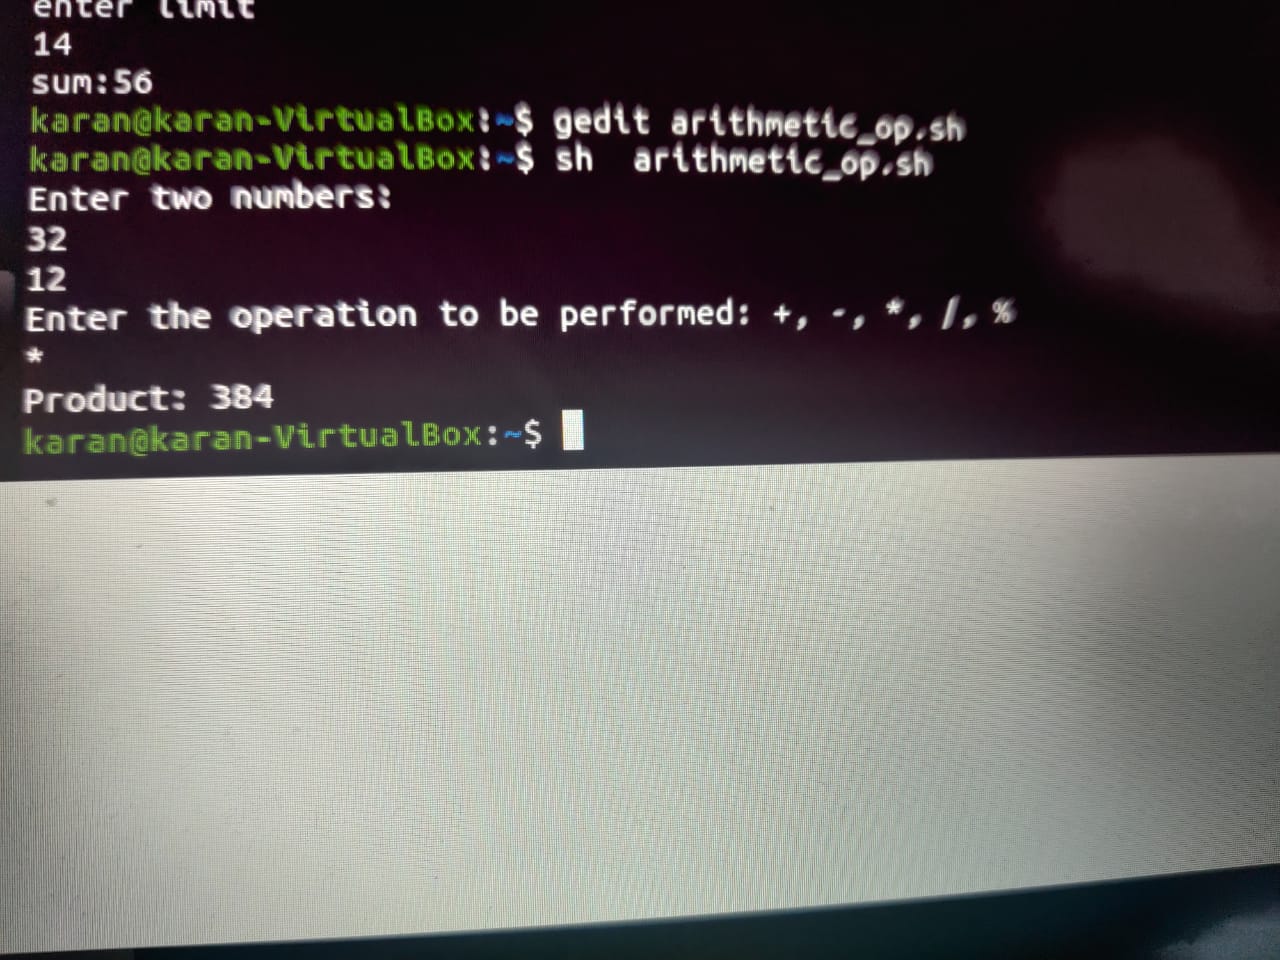 enter limit
14
sum:56
karan@karan-VirtualBox:~$ gedit arithmetic_op.sh
karan@karan-VirtualBox:~$ sh  arithmetic_op.sh
Enter two numbers:
32
12
Enter the operation to be performed: +, -, *, /, %
*
Product: 384
karan@karan-VirtualBox:~$